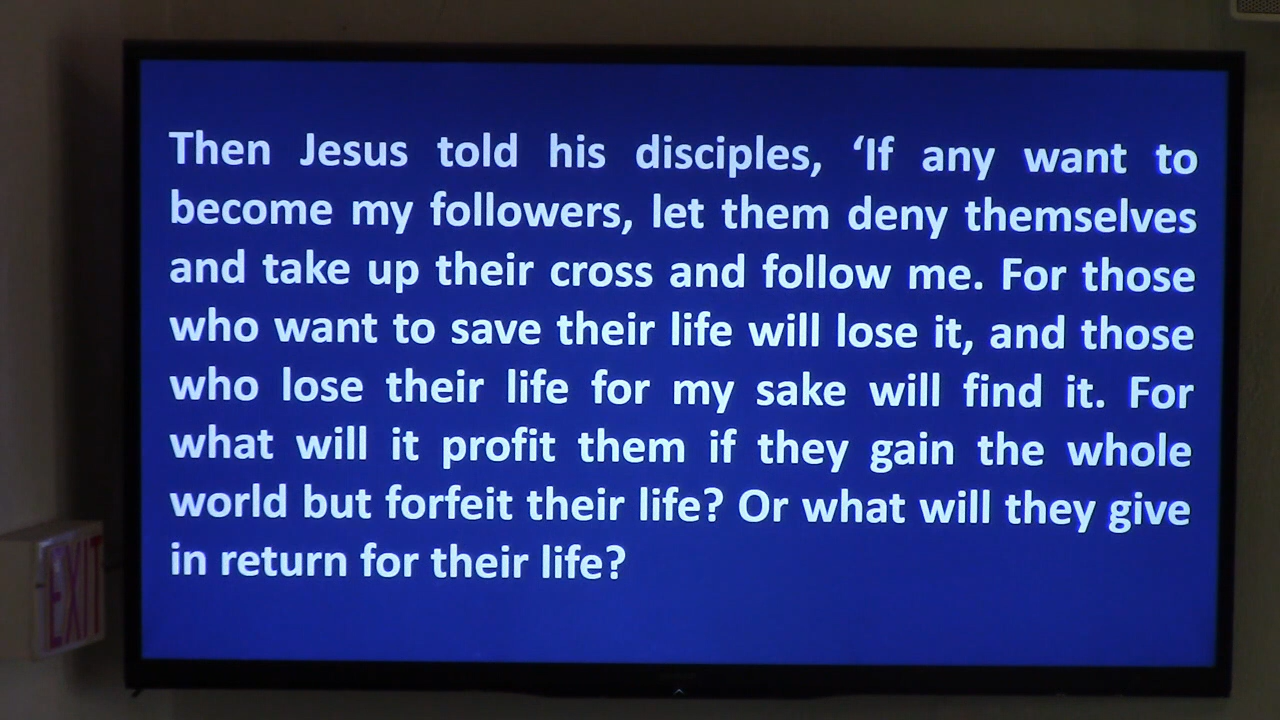 Then Jesus told his disciples, ‘If any want to
become my followers, let them deny themselves
and take up their cross and follow me. For those
who want to save their life will lose it, and those
who lose their life for my sake will find it. For
what will it profit them if they gain the whole
world but forfeit their life? Or what will they give
in return for their life?
EXIT